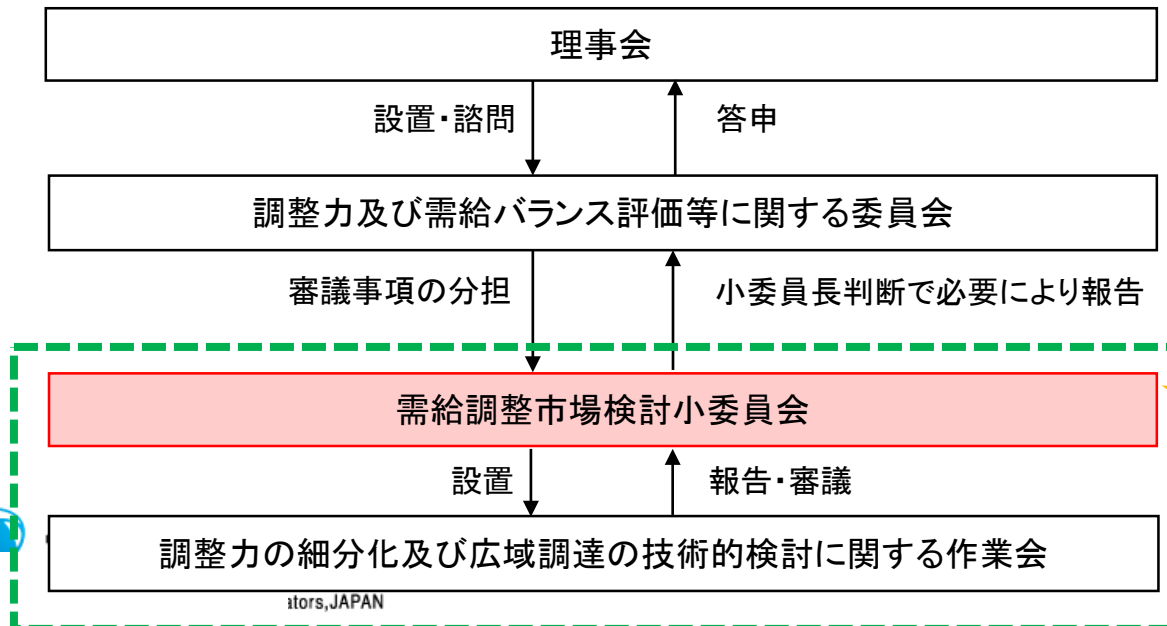 理事会
設置・諮問
答申
調整力及び需給バランス評価等に関する委員会
審議事項の分担
小委員長判断で必要により報告
需給調整市場検討小委員会
設置
報告・審議
調整力の細分化及び広域調達の技術的検討に関する作業会
,JAPAN